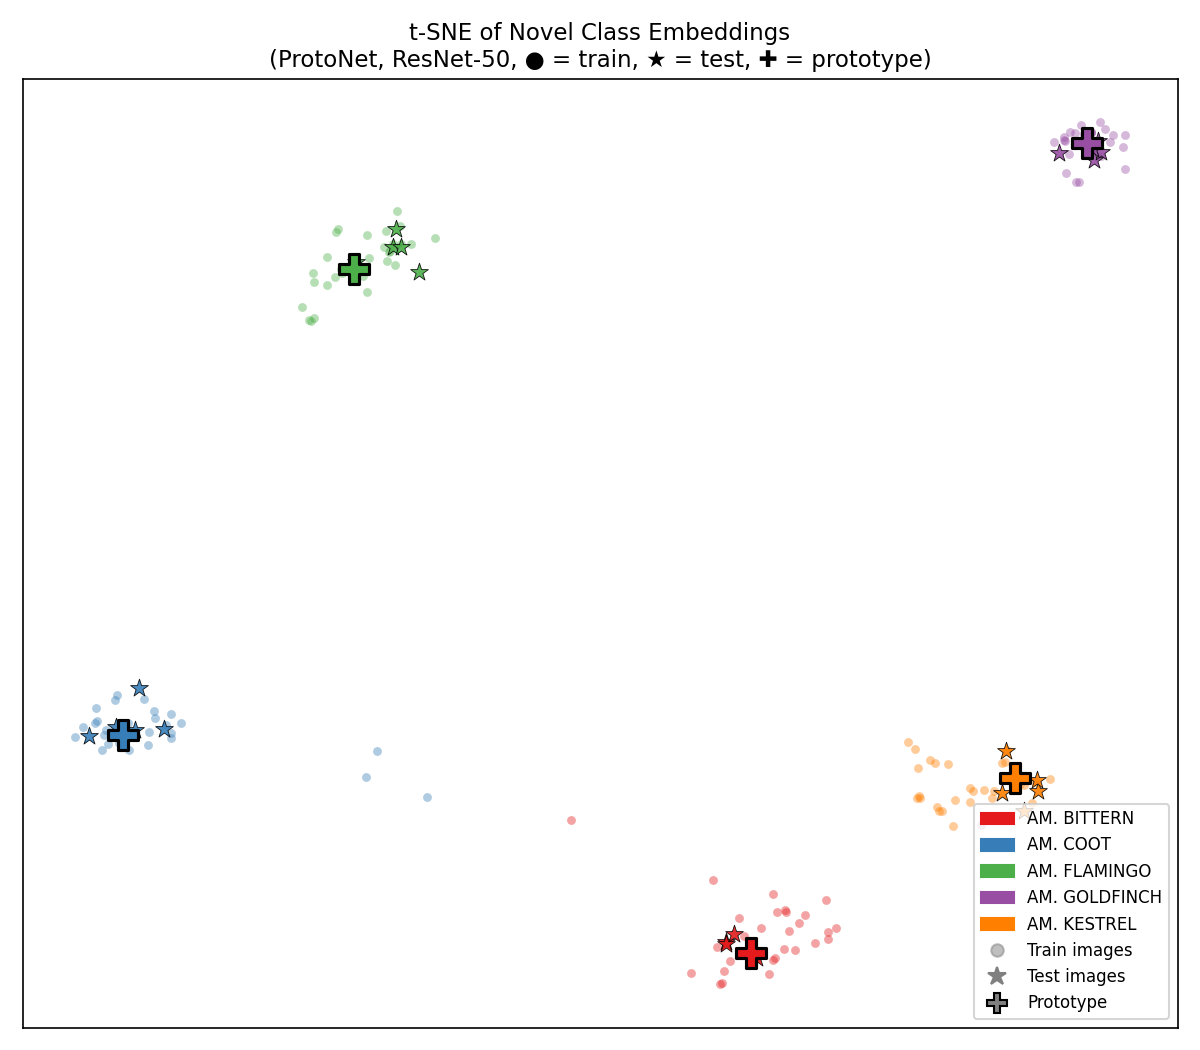 t-SNE of Novel Class Embeddings
(ProtoNet, ResNet-50, ● = train, ★ = test, ✚ = prototype)
AM. BITTERN
AM. COOT
AM. FLAMINGO
AM. GOLDFINCH
AM. KESTREL
Train images
Test images
Prototype